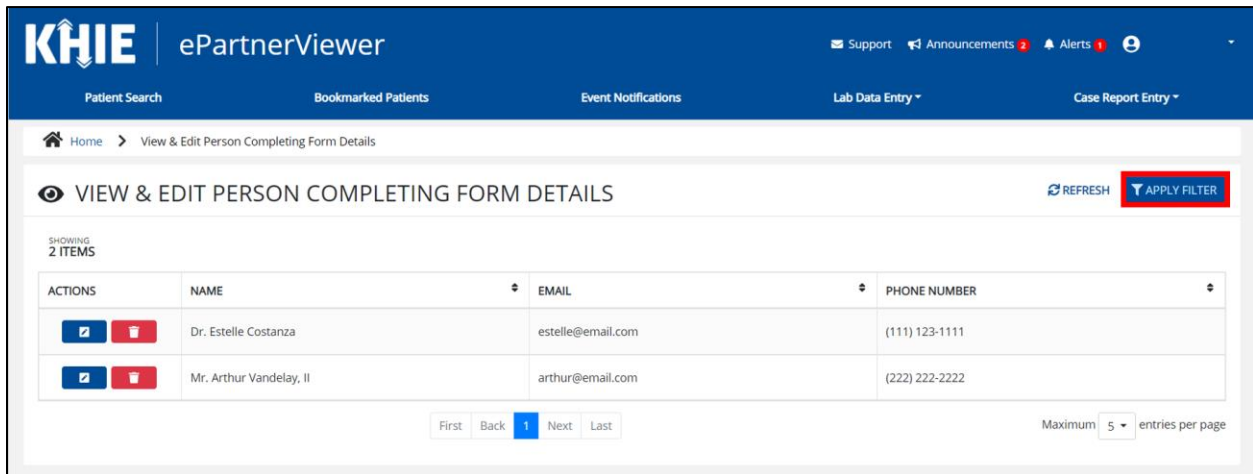 KHIE ePartnerViewer Support Announcements 2 Alerts 1
Patient Search Bookmarked Patients Event Notifications Lab Data Entry Case Report Entry
Home > View & Edit Person Completing Form Details
VIEW & EDIT PERSON COMPLETING FORM DETAILS REFRESH APPLY FILTER
SHOWING
2 ITEMS
ACTIONS NAME EMAIL PHONE NUMBER
Dr. Estelle Costanza estelle@email.com (111) 123-1111
Mr. Arthur Vandelay, II arthur@email.com (222) 222-2222
First Back 1 Next Last Maximum 5 entries per page